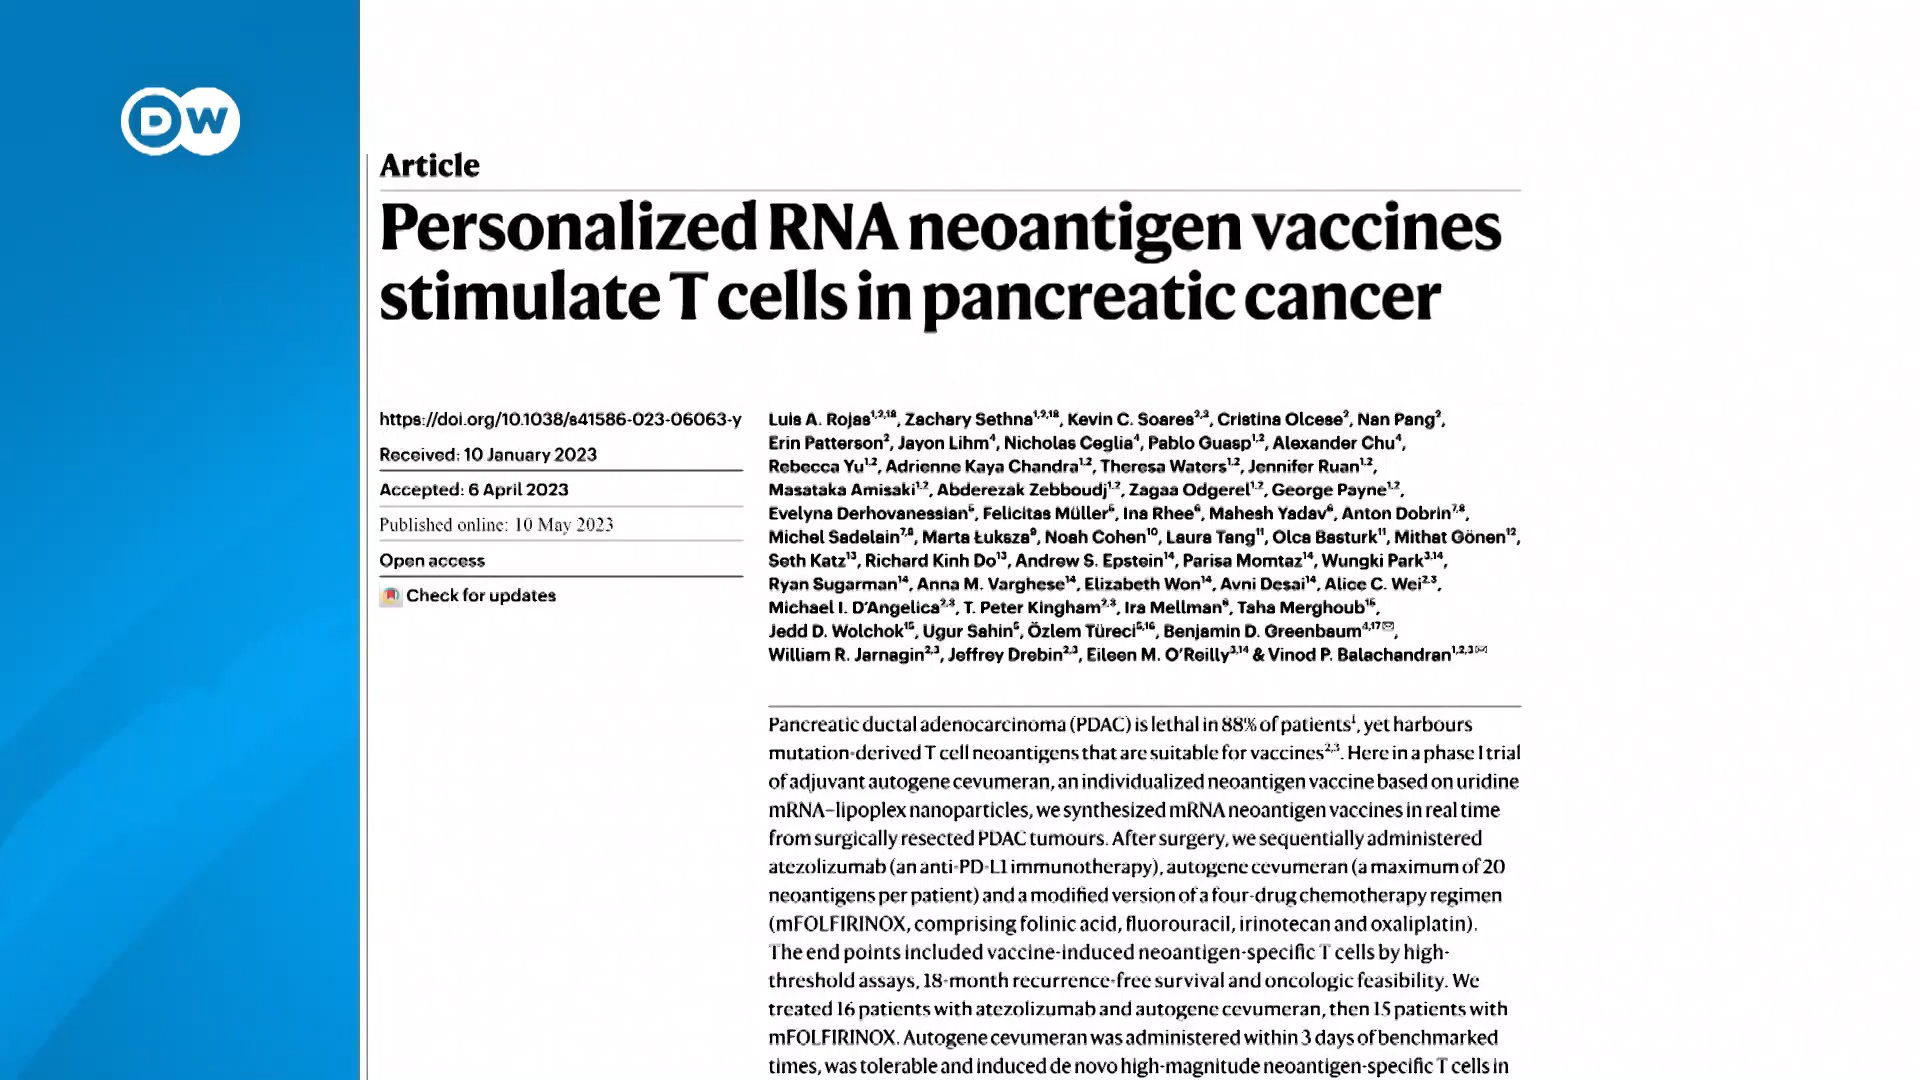 DW
Article
Personalized RNA neoantigen vaccines
stimulate T cells in pancreatic cancer
https://doi.org/10.1038/s41586-023-06063-y
Received: 10 January 2023
Accepted: 6 April 2023
Published online: 10 May 2023
Open access
Check for updates
Luis A. Rojas1,2,18, Zachary Sethna1,2,18, Kevin C. Soares2,3, Cristina Olcese2, Nan Pang2,
Erin Patterson2, Jayon Lihm4, Nicholas Ceglia4, Pablo Guasp1,2, Alexander Chu4,
Rebecca Yu1,2, Adrienne Kaya Chandra1,2, Theresa Waters1,2, Jennifer Ruan1,2,
Masataka Amisaki1,2, Abderezak Zebboudj1,2, Zagaa Odgerel1,2, George Payne1,2,
Evelyna Derhovanessian5, Felicitas Müller5, Ina Rhee6, Mahesh Yadav6, Anton Dobrin7,8,
Michel Sadelain7,8, Marta Łuksza9, Noah Cohen10, Laura Tang11, Olca Basturk11, Mithat Gönen12,
Seth Katz13, Richard Kinh Do13, Andrew S. Epstein14, Parisa Momtaz14, Wungki Park3,14,
Ryan Sugarman14, Anna M. Varghese14, Elizabeth Won14, Avni Desai14, Alice C. Wei2,3,
Michael I. D'Angelica2,3, T. Peter Kingham2,3, Ira Mellman6, Taha Merghoub15,
Jedd D. Wolchok15, Ugur Sahin5, Özlem Türeci5,16, Benjamin D. Greenbaum4,17✉,
William R. Jarnagin2,3, Jeffrey Drebin2,3, Eileen M. O'Reilly3,14 & Vinod P. Balachandran1,2,3✉
Pancreatic ductal adenocarcinoma (PDAC) is lethal in 88% of patients1, yet harbours
mutation-derived T cell neoantigens that are suitable for vaccines2,3. Here in a phase I trial
of adjuvant autogene cevumeran, an individualized neoantigen vaccine based on uridine
mRNA–lipoplex nanoparticles, we synthesized mRNA neoantigen vaccines in real time
from surgically resected PDAC tumours. After surgery, we sequentially administered
atezolizumab (an anti-PD-L1 immunotherapy), autogene cevumeran (a maximum of 20
neoantigens per patient) and a modified version of a four-drug chemotherapy regimen
(mFOLFIRINOX, comprising folinic acid, fluorouracil, irinotecan and oxaliplatin).
The end points included vaccine-induced neoantigen-specific T cells by high-
threshold assays, 18-month recurrence-free survival and oncologic feasibility. We
treated 16 patients with atezolizumab and autogene cevumeran, then 15 patients with
mFOLFIRINOX. Autogene cevumeran was administered within 3 days of benchmarked
times, was tolerable and induced de novo high-magnitude neoantigen-specific T cells in